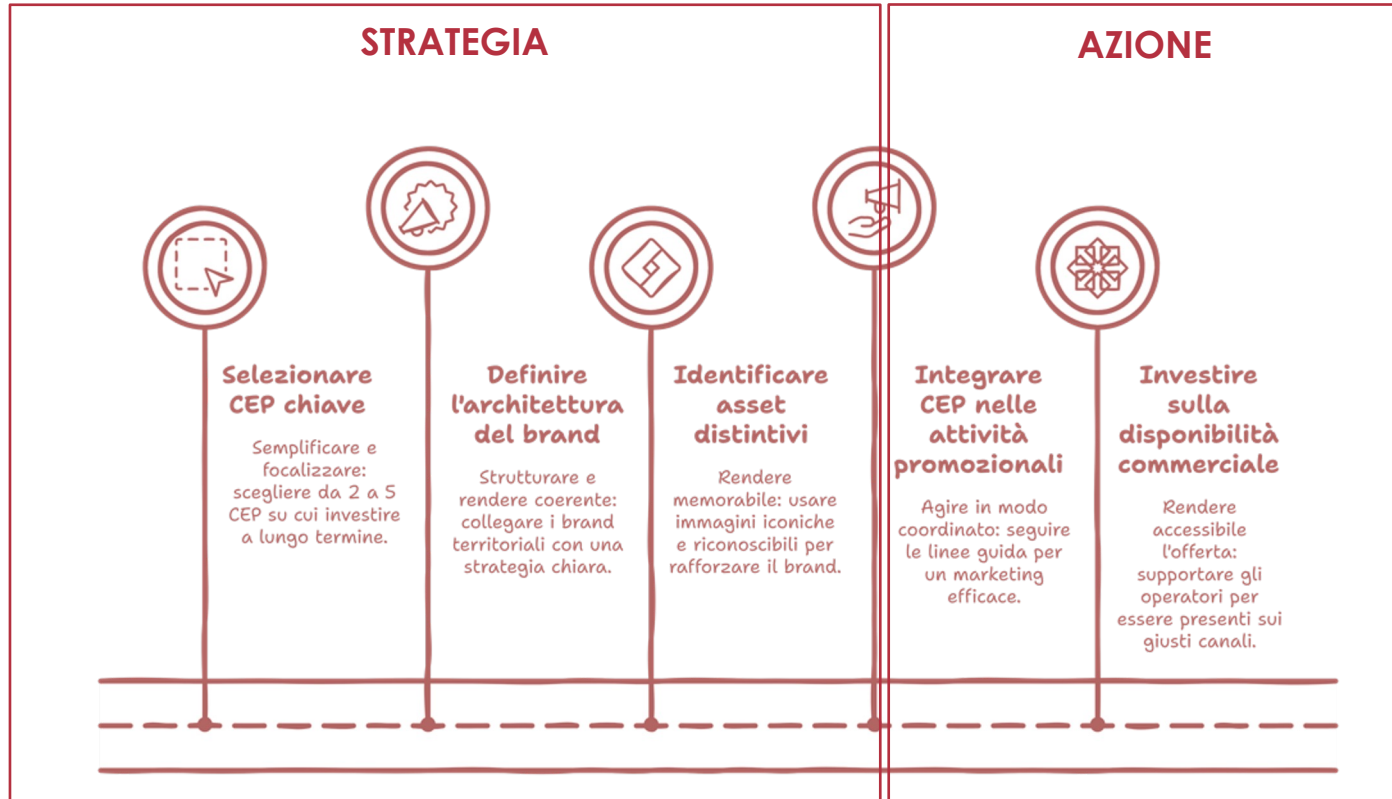 STRATEGIA
AZIONE
Selezionare
CEP chiave
Semplificare e
focalizzare:
scegliere da 2 a 5
CEP su cui investire
a lungo termine.
Definire
l'architettura
del brand
Strutturare e
rendere coerente:
collegare i brand
territoriali con una
strategia chiara.
Identificare
asset
distintivi
Rendere
memorabile: usare
immagini iconiche
e riconoscibili per
rafforzare il brand.
Integrare
CEP nelle
attività
promozionali
Agire in modo
coordinato: seguire
le linee guida per
un marketing
efficace.
Investire
sulla
disponibilità
commerciale
Rendere
accessibile
l'offerta:
supportare gli
operatori per
essere presenti sui
giusti canali.